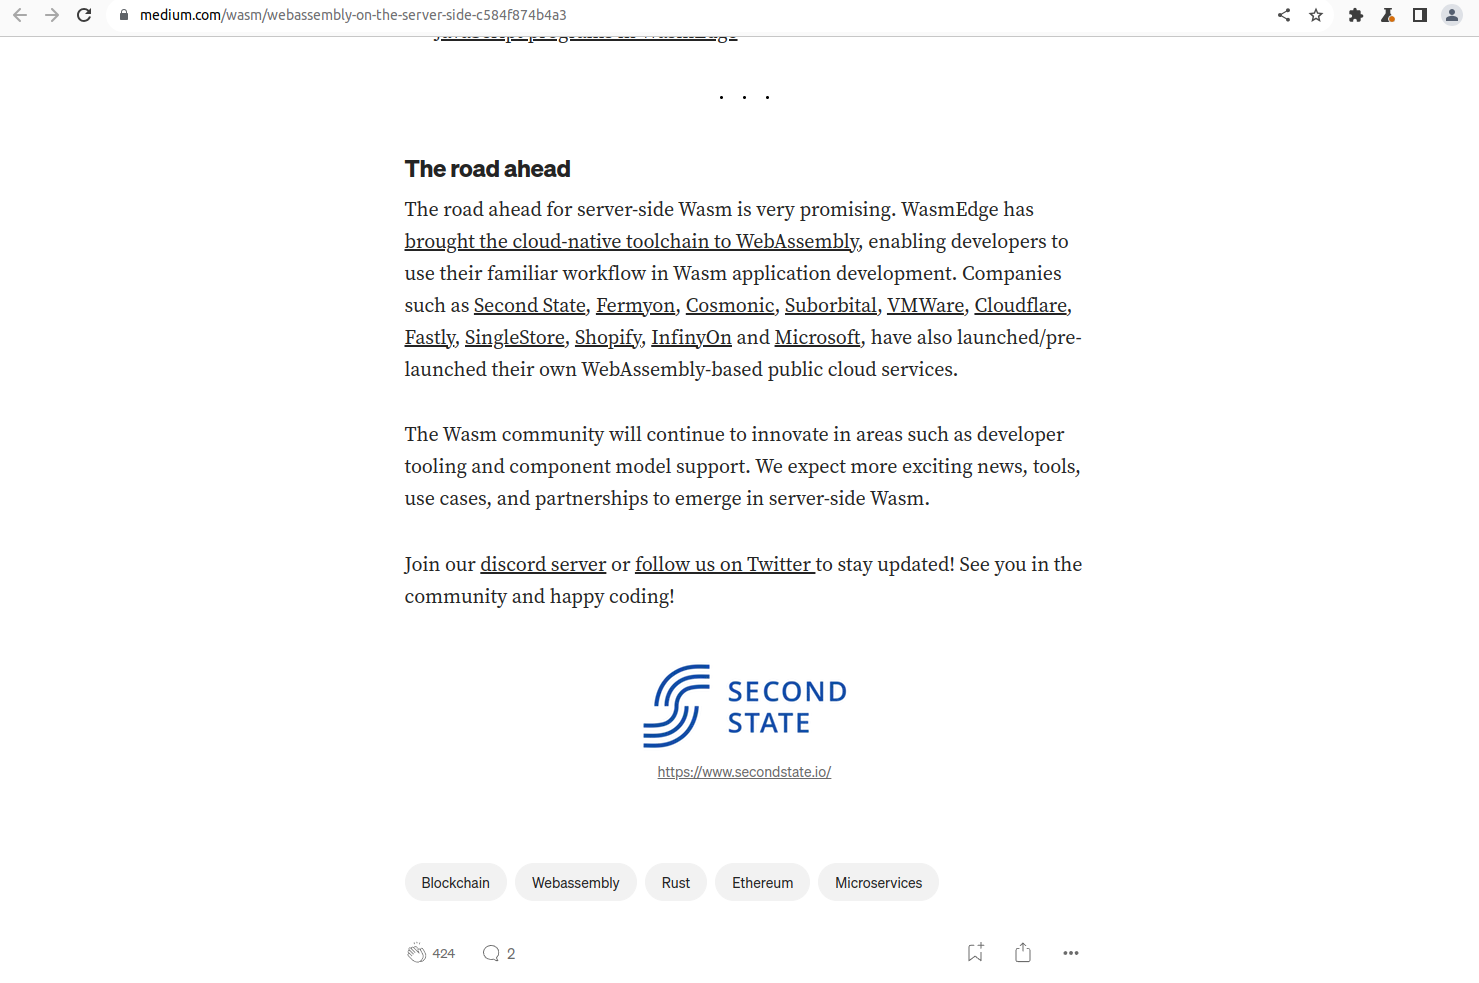 medium.com/wasm/webassembly-on-the-server-side-c584f874b4a3
JavaScript programs in WasmEdge
. . .
The road ahead
The road ahead for server-side Wasm is very promising. WasmEdge has
brought the cloud-native toolchain to WebAssembly, enabling developers to
use their familiar workflow in Wasm application development. Companies
such as Second State, Fermyon, Cosmonic, Suborbital, VMWare, Cloudflare,
Fastly, SingleStore, Shopify, InfinyOn and Microsoft, have also launched/pre-
launched their own WebAssembly-based public cloud services.
The Wasm community will continue to innovate in areas such as developer
tooling and component model support. We expect more exciting news, tools,
use cases, and partnerships to emerge in server-side Wasm.
Join our discord server or follow us on Twitter to stay updated! See you in the
community and happy coding!
SECOND
STATE
https://www.secondstate.io/
Blockchain Webassembly Rust Ethereum Microservices
424 2